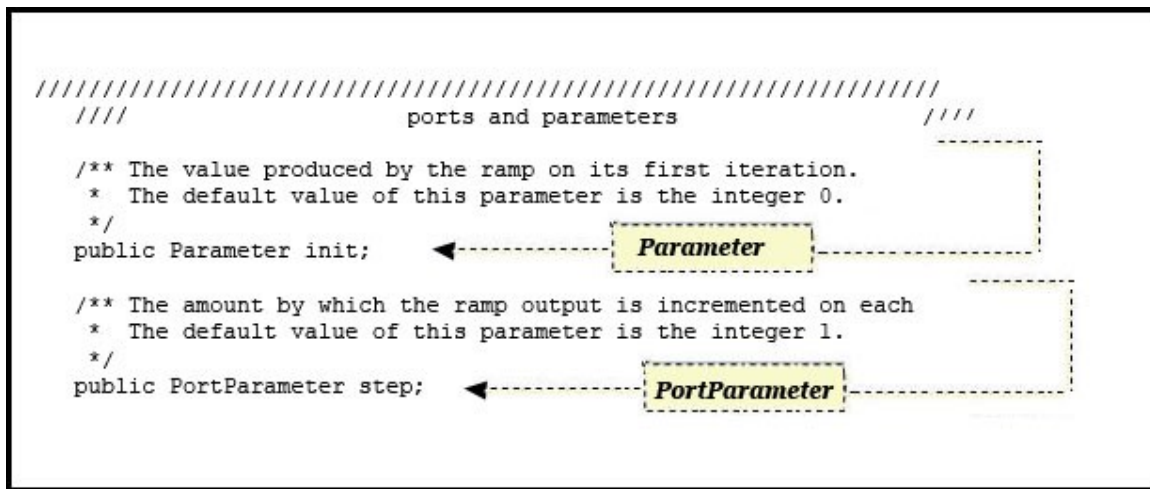 ///////////////////////////////////////////////////////////////////
//// ports and parameters ////
/** The value produced by the ramp on its first iteration.
* The default value of this parameter is the integer 0.
*/
public Parameter init;
Parameter
/** The amount by which the ramp output is incremented on each
* The default value of this parameter is the integer 1.
*/
public PortParameter step;
PortParameter